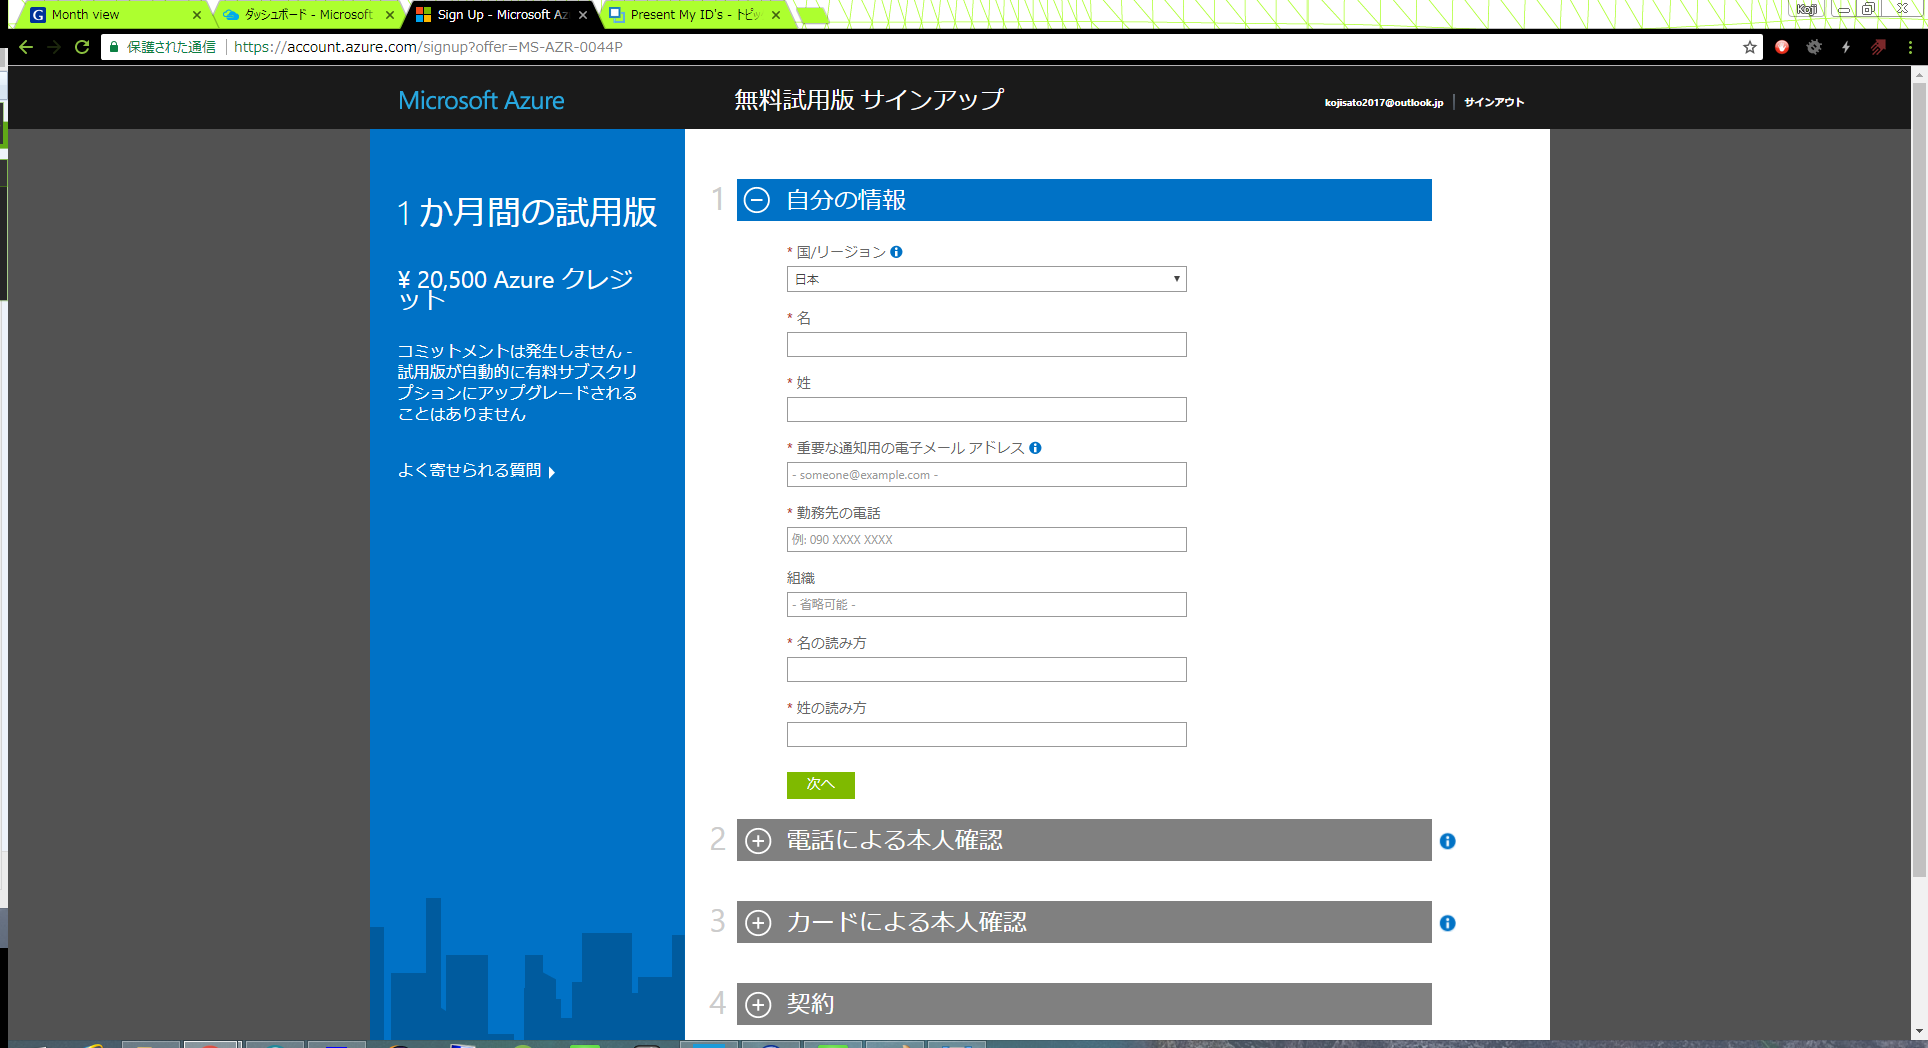 Month view
ダッシュボード - Microsoft
Sign Up - Microsoft Az
Present My ID's - トピッ
Koji
保護された通信
https://account.azure.com/signup?offer=MS-AZR-0044P
Microsoft Azure
無料試用版 サインアップ
kojisato2017@outlook.jp
サインアウト
1 か月間の試用版
¥ 20,500 Azure クレジ
ット
コミットメントは発生しません -
試用版が自動的に有料サブスクリ
プションにアップグレードされる
ことはありません
よく寄せられる質問
1
自分の情報
* 国/リージョン
日本
* 名
* 姓
* 重要な通知用の電子メール アドレス
- someone@example.com -
* 勤務先の電話
例: 090 XXXX XXXX
組織
- 省略可能 -
* 名の読み方
* 姓の読み方
次へ
2
電話による本人確認
3
カードによる本人確認
4
契約